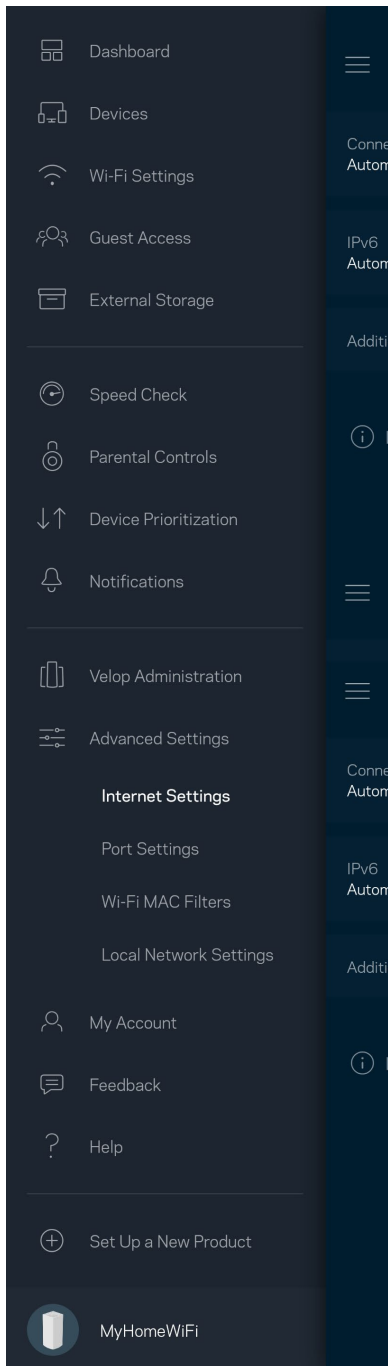 Dashboard
Devices
Wi-Fi Settings
Guest Access
External Storage
Speed Check
Parental Controls
Device Prioritization
Notifications
Velop Administration
Advanced Settings
Internet Settings
Port Settings
Wi-Fi MAC Filters
Local Network Settings
My Account
Feedback
? Help
Set Up a New Product
MyHomeWiFi
Conne
Autom
IPv6
Autom
Additi
Conne
Autom
IPv6
Autom
Additi